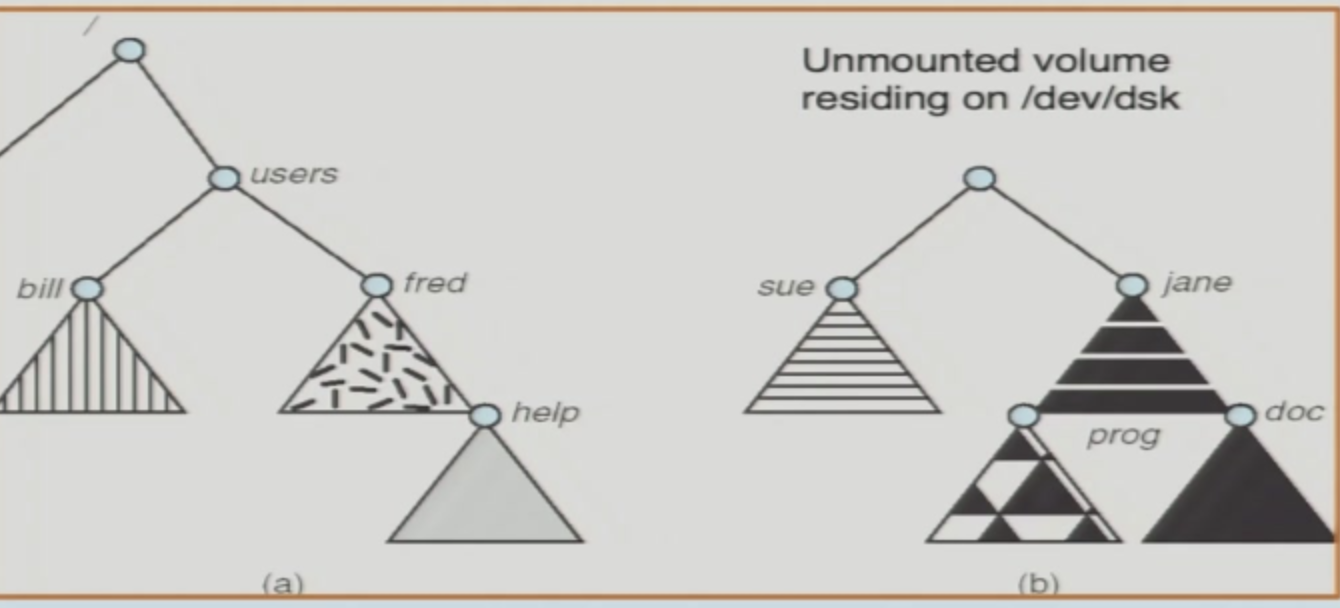 /
Unmounted volume
residing on /dev/dsk
users
bill
fred
sue
jane
help
prog
doc
(a)
(b)